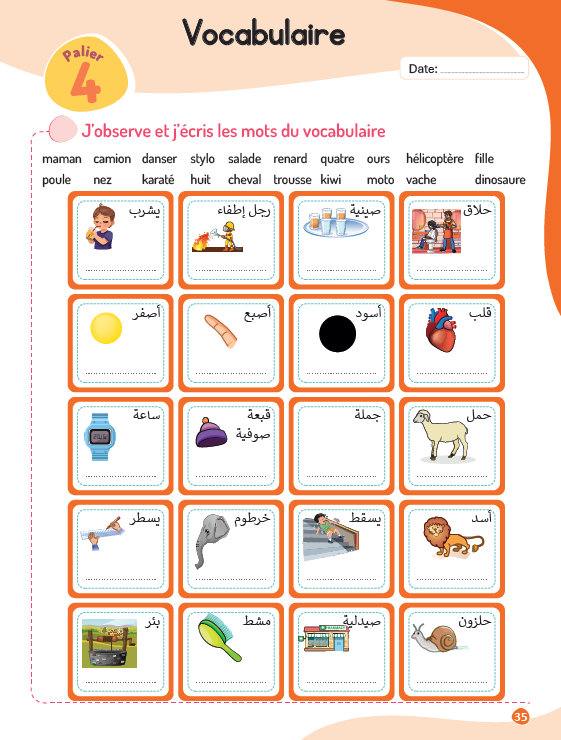 Vocabulaire
Palier
4
Date:
J'observe et j'écris les mots du vocabulaire
maman camion danser stylo salade renard quatre ours hélicoptère fille
poule nez karaté huit cheval trousse kiwi moto vache dinosaure
يشرب
رجل إطفاء
صينية
حلاق
أصفر
أصبع
أسود
قلب
ساعة
قبعة
صوفية
جملة
حمل
يسطر
خرطوم
يسقط
أسد
بئر
مشط
صيدلية
حلزون
35